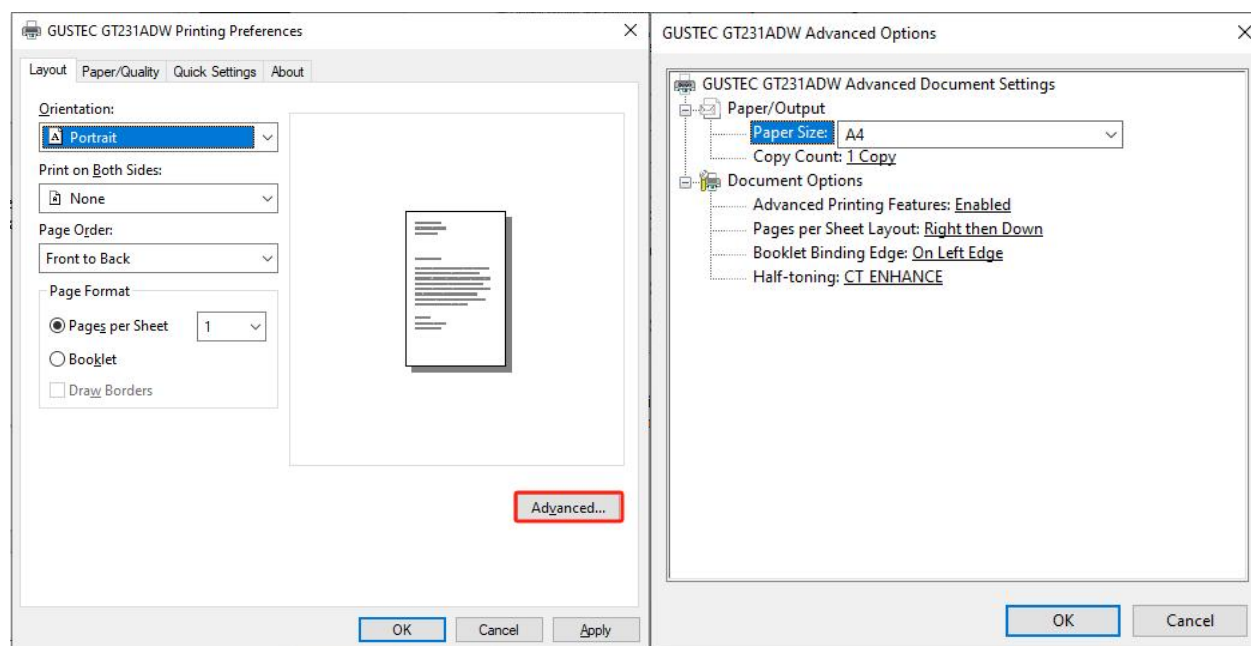 GUSTEC GT231ADW Printing Preferences
Layout
Paper/Quality
Quick Settings
About
Orientation:
Portrait
Print on Both Sides:
None
Page Order:
Front to Back
Page Format
Pages per Sheet
1
Booklet
Draw Borders
Advanced...
OK
Cancel
Apply
GUSTEC GT231ADW Advanced Options
GUSTEC GT231ADW Advanced Document Settings
Paper/Output
Paper Size: A4
Copy Count: 1 Copy
Document Options
Advanced Printing Features: Enabled
Pages per Sheet Layout: Right then Down
Booklet Binding Edge: On Left Edge
Half-toning: CT ENHANCE
OK
Cancel